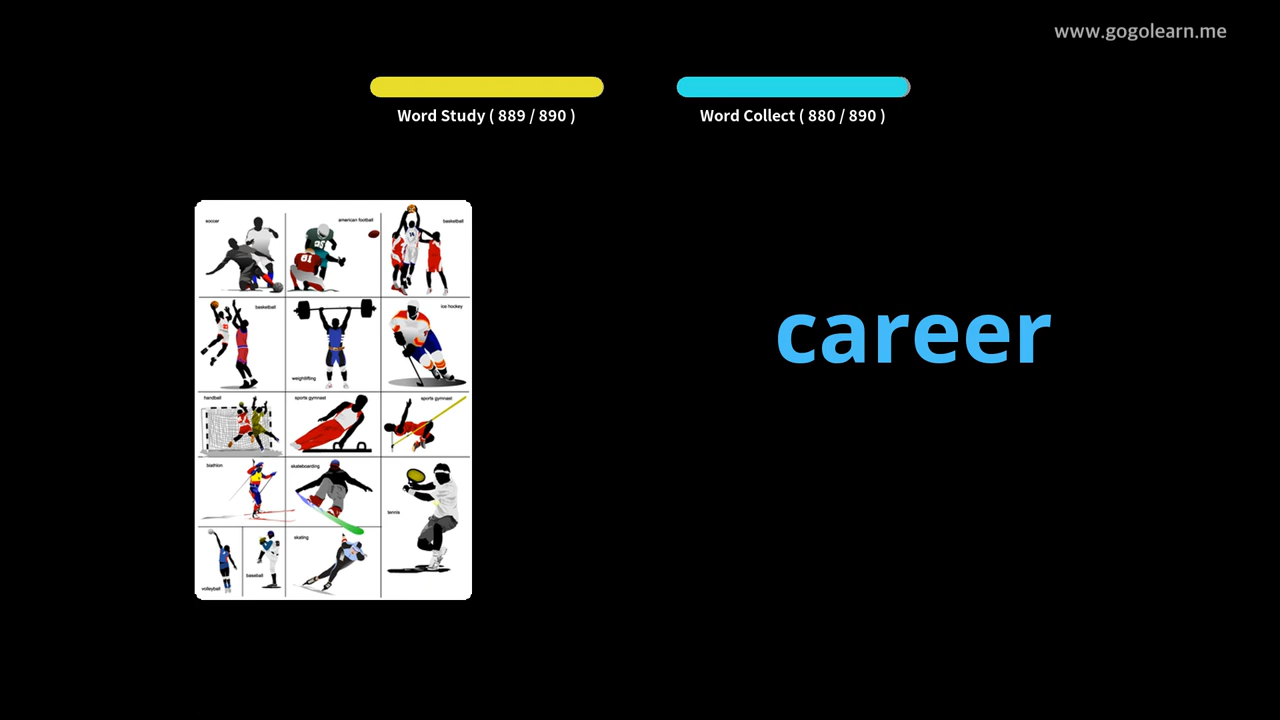 www.gogolearn.me
Word Study ( 889 / 890 )
Word Collect ( 880 / 890 )
soccer
american football
basketball
basketball
weightlifting
ice hockey
handball
sports gymnast
sports gymnast
biathlon
skateboarding
tennis
volleyball
baseball
skating
career